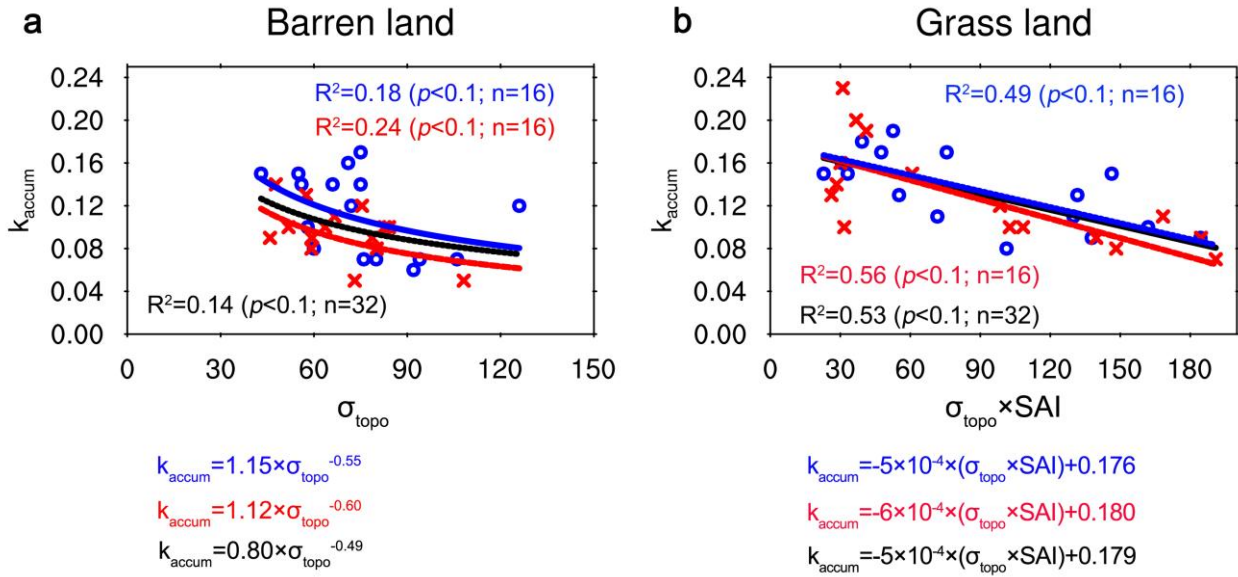 a
Barren land
0.24
0.20
0.16
0.12
0.08
0.04
0.00
k_accum
R²=0.18 (p<0.1; n=16)
R²=0.24 (p<0.1; n=16)
R²=0.14 (p<0.1; n=32)
0 30 60 90 120 150
σ_topo
k_accum=1.15×σ_topo^-0.55
k_accum=1.12×σ_topo^-0.60
k_accum=0.80×σ_topo^-0.49
b
Grass land
0.24
0.20
0.16
0.12
0.08
0.04
0.00
k_accum
R²=0.49 (p<0.1; n=16)
R²=0.56 (p<0.1; n=16)
R²=0.53 (p<0.1; n=32)
0 30 60 90 120 150 180
σ_topo×SAI
k_accum=-5×10⁻⁴×(σ_topo×SAI)+0.176
k_accum=-6×10⁻⁴×(σ_topo×SAI)+0.180
k_accum=-5×10⁻⁴×(σ_topo×SAI)+0.179